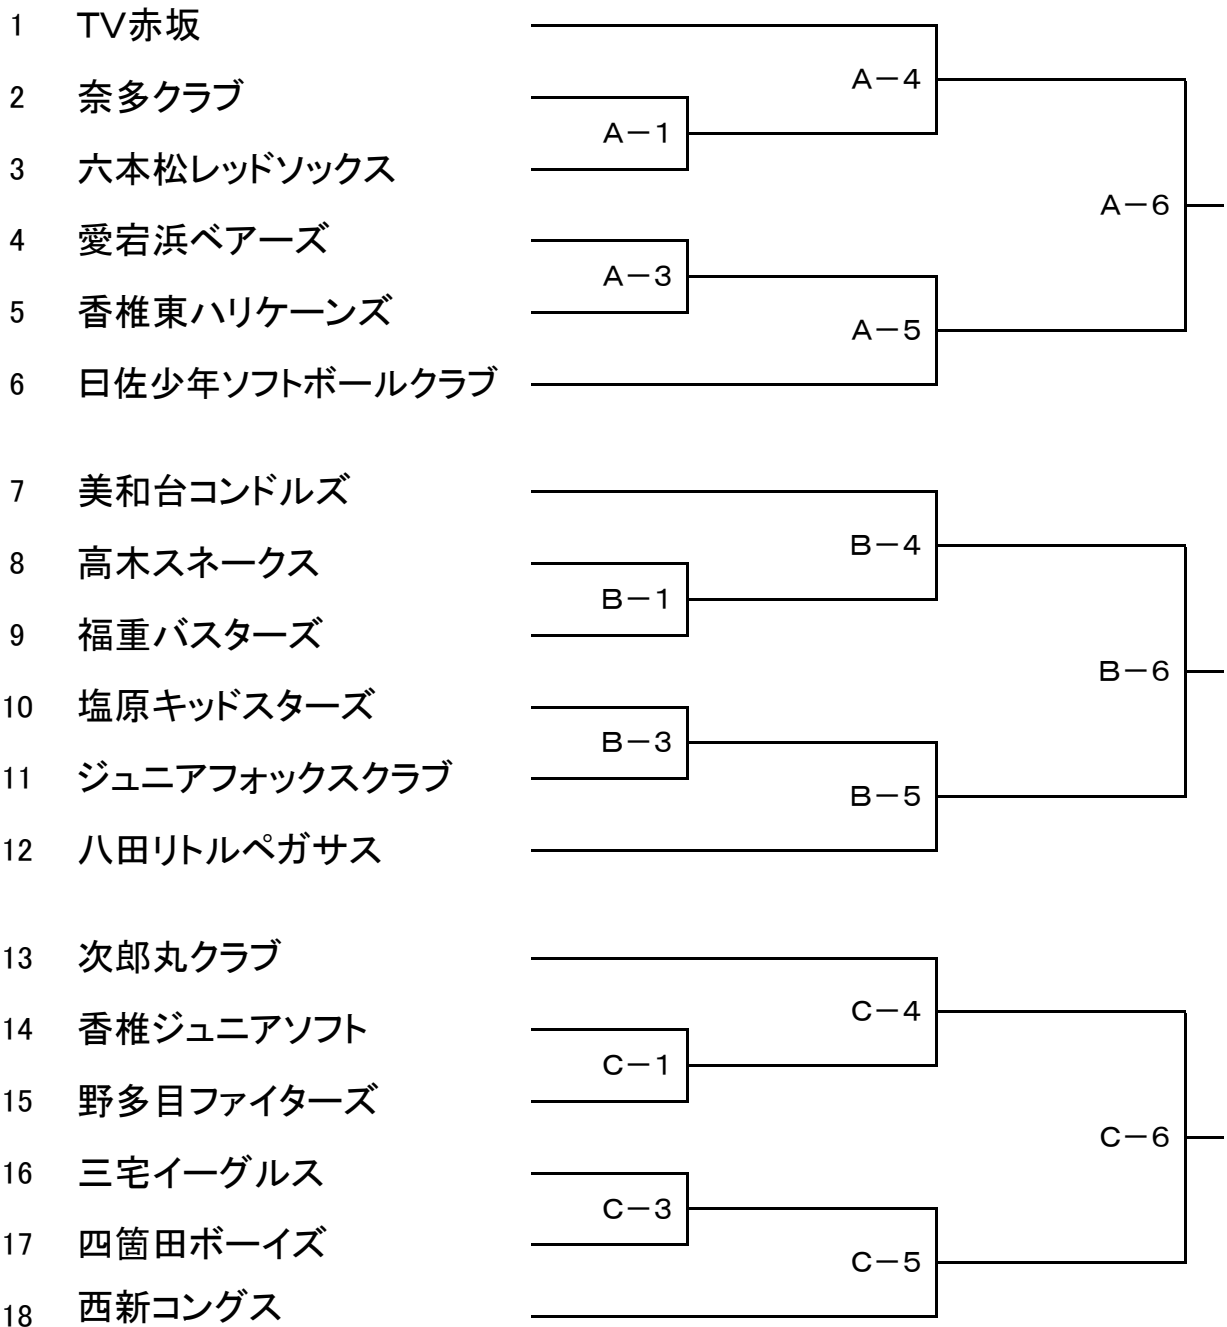 1 TV赤坂
A－4
2 奈多クラブ
A－1
3 六本松レッドソックス
A－6
4 愛宕浜ベアーズ
A－3
5 香椎東ハリケーンズ
A－5
6 曰佐少年ソフトボールクラブ
7 美和台コンドルズ
B－4
8 高木スネークス
B－1
9 福重バスターズ
B－6
10 塩原キッドスターズ
B－3
11 ジュニアフォックスクラブ
B－5
12 八田リトルペガサス
13 次郎丸クラブ
C－4
14 香椎ジュニアソフト
C－1
15 野多目ファイターズ
C－6
16 三宅イーグルス
C－3
17 四箇田ボーイズ
C－5
18 西新コングス